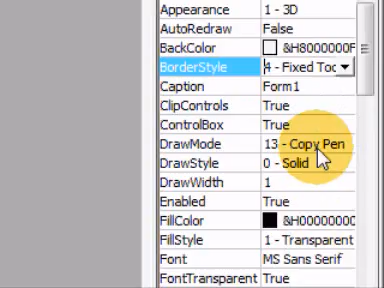 Appearance 1 - 3D
AutoRedraw False
BackColor &H8000000F
BorderStyle 4 - Fixed Too
Caption Form1
ClipControls True
ControlBox True
DrawMode 13 - Copy Pen
DrawStyle 0 - Solid
DrawWidth 1
Enabled True
FillColor &H0000000
FillStyle 1 - Transparent
Font MS Sans Serif
FontTransparent True